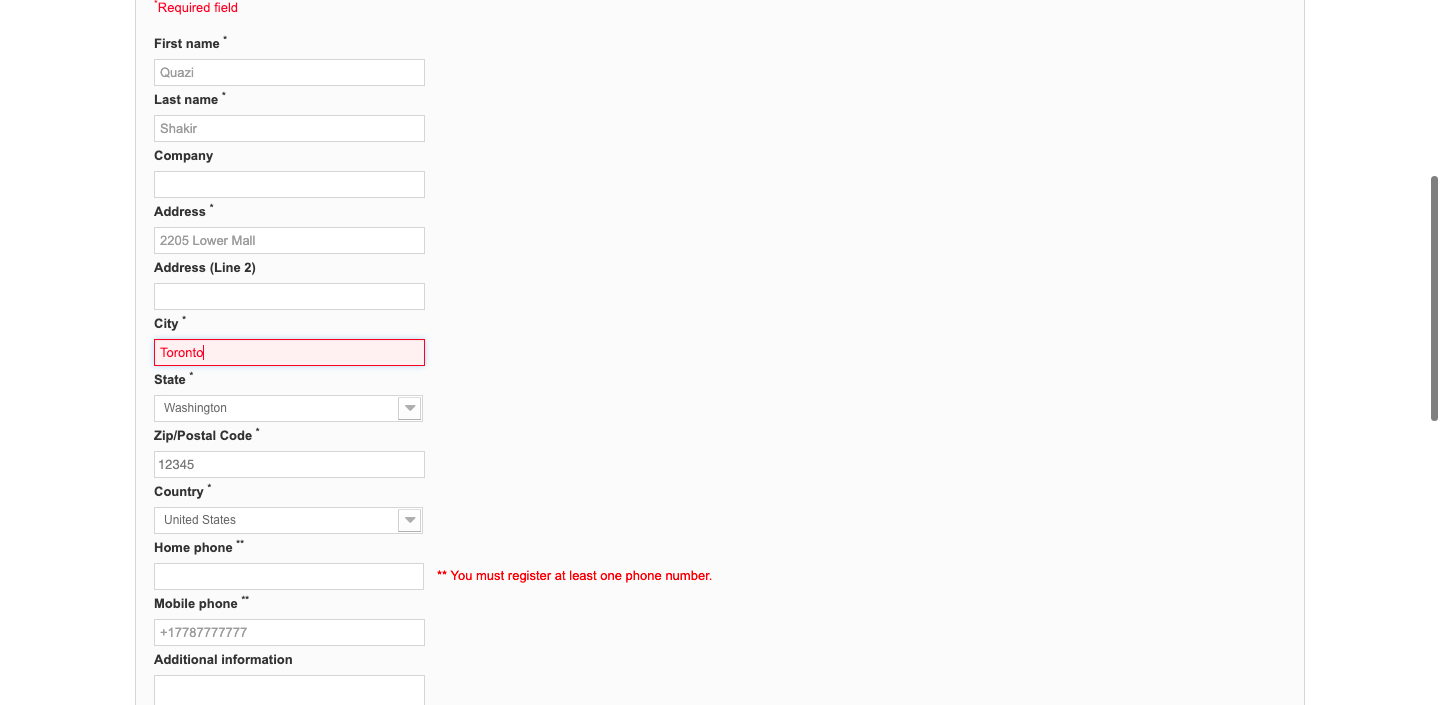 *Required field
First name *
Quazi
Last name *
Shakir
Company
Address *
2205 Lower Mall
Address (Line 2)
City *
Toronto
State *
Washington
Zip/Postal Code *
12345
Country *
United States
Home phone **
** You must register at least one phone number.
Mobile phone **
+17787777777
Additional information